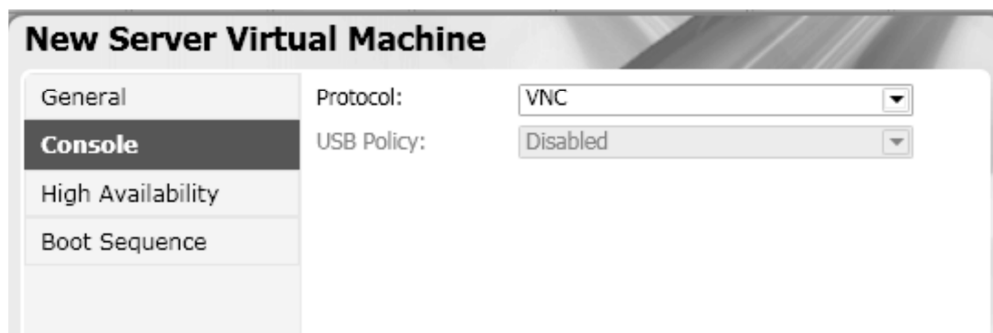 New Server Virtual Machine
General
Protocol: VNC
Console
USB Policy: Disabled
High Availability
Boot Sequence